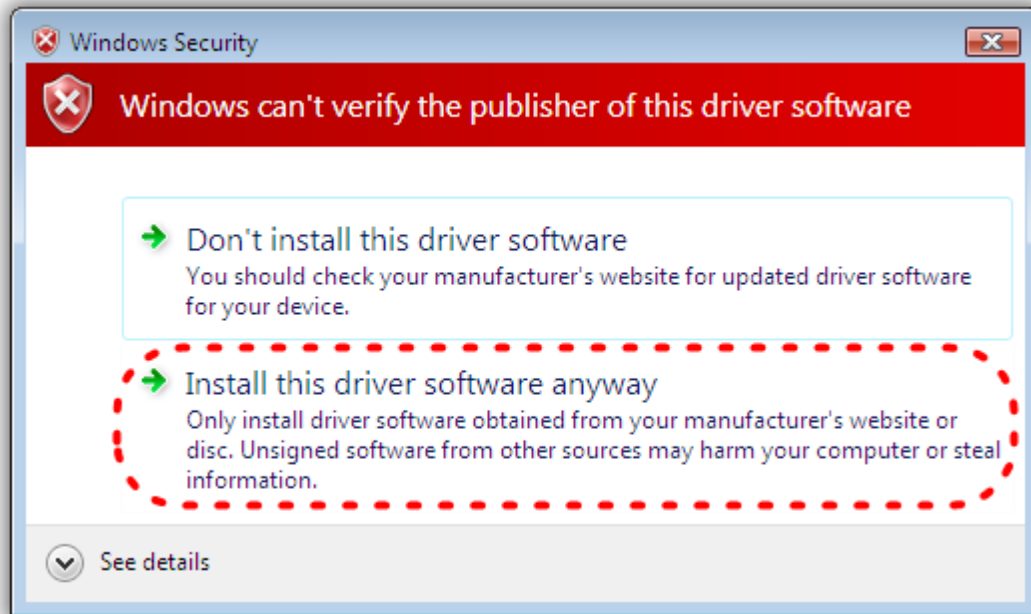 Windows Security
Windows can't verify the publisher of this driver software
Don't install this driver software
You should check your manufacturer's website for updated driver software
for your device.
Install this driver software anyway
Only install driver software obtained from your manufacturer's website or
disc. Unsigned software from other sources may harm your computer or steal
information.
See details